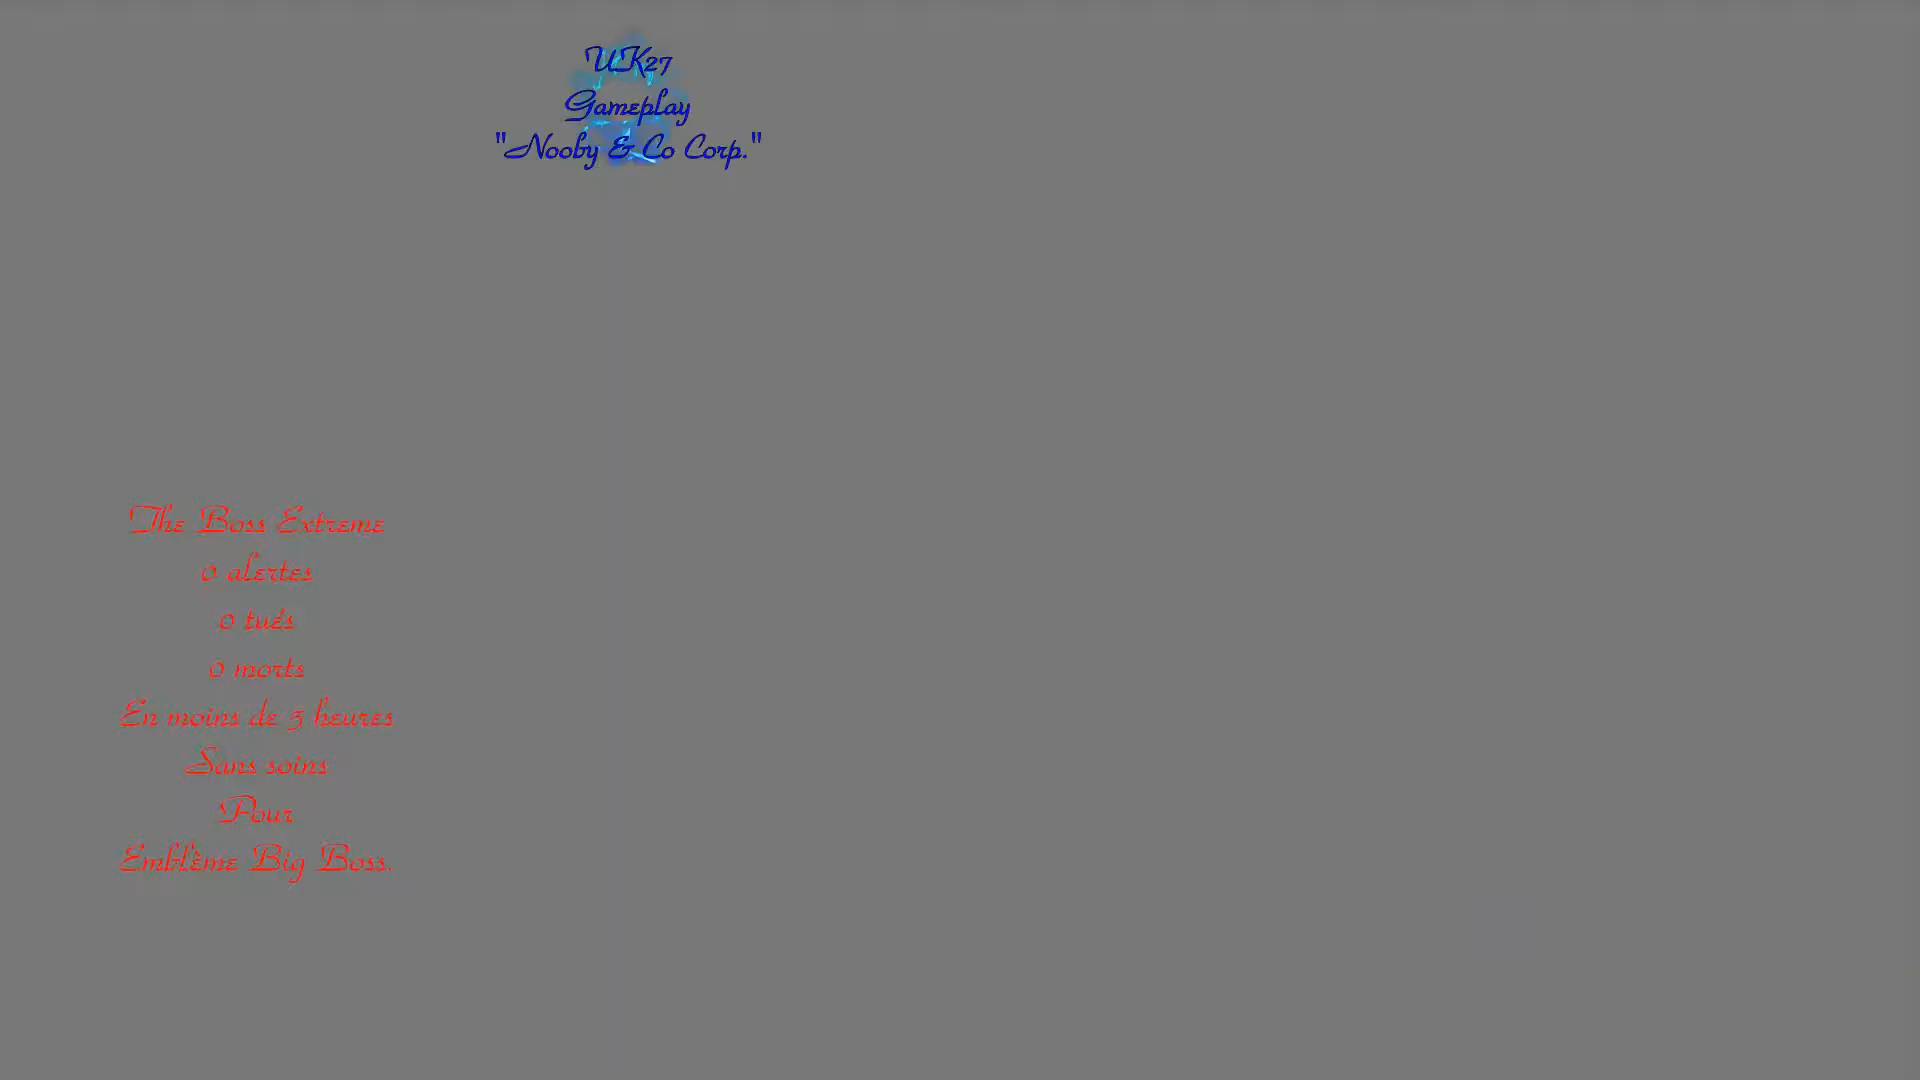 UK27
Gameplay
"Nooby & Co Corp."
The Boss Extreme
0 alertes
0 tués
0 morts
En moins de 5 heures
Sans soins
Pour
Emblème Big Boss.